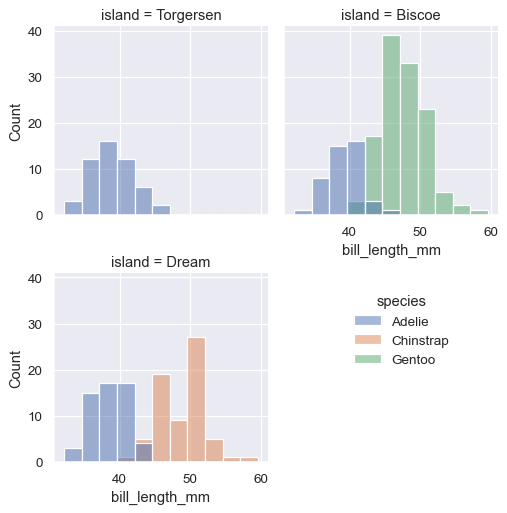 island = Torgersen
island = Biscoe
40
30
20
10
0
Count
40
50
60
bill_length_mm
island = Dream
40
30
20
10
0
Count
40
50
60
bill_length_mm
species
Adelie
Chinstrap
Gentoo